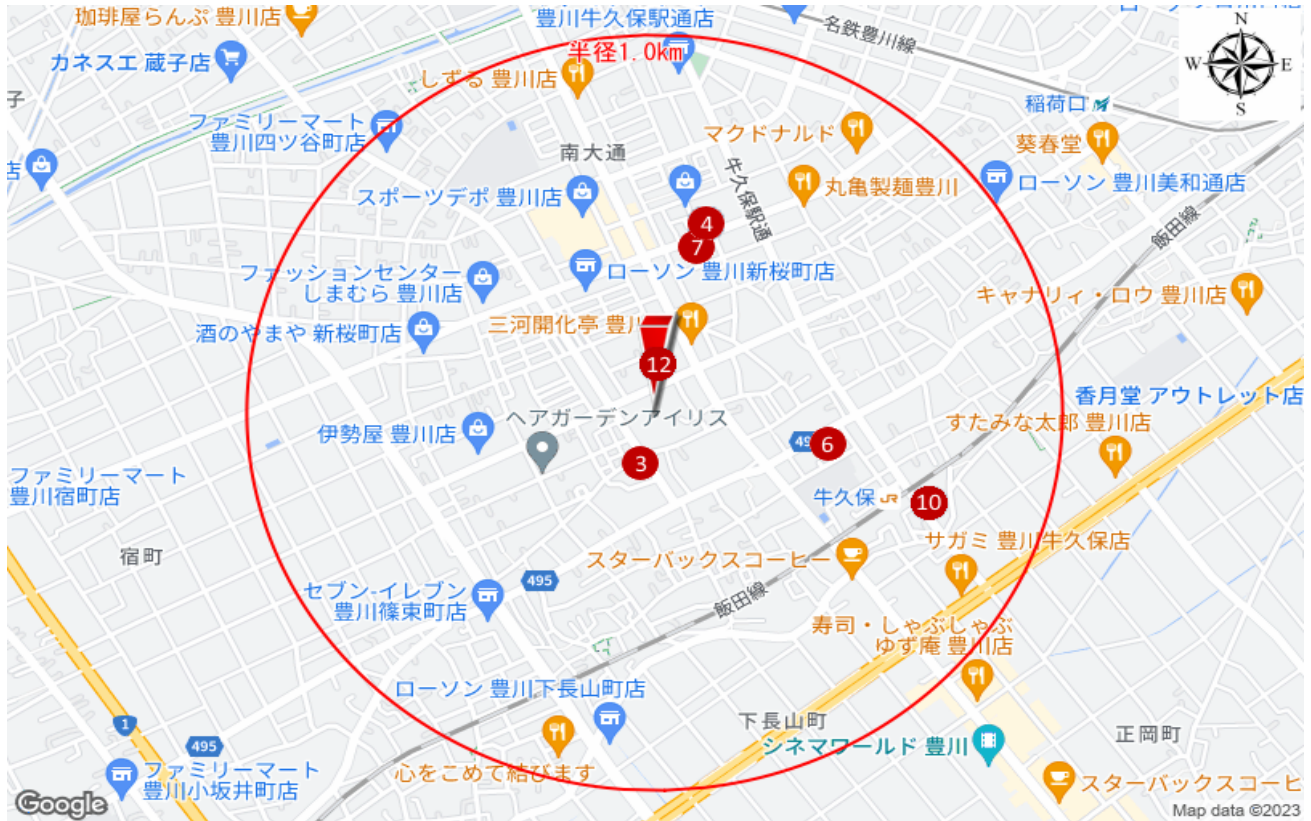 珈琲屋らんぷ 豊川店
豊川牛久保駅通店
名鉄豊川線
N
W
E
S
カネスエ 蔵子店
半径1.0km
しずる 豊川店
子
ファミリーマート
豊川四ツ谷町店
稲荷口
マクドナルド
葵春堂
南大通
店
牛久保駅通
スポーツデポ 豊川店
丸亀製麺豊川
ローソン 豊川美和通店
4
7
飯田線
ファッションセンター
しまむら 豊川店
ローソン 豊川新桜町店
キャナリィ・ロウ 豊川店
酒のやまや 新桜町店
三河開化亭 豊川
12
香月堂 アウトレット店
ヘアガーデンアイリス
すたみな太郎 豊川店
伊勢屋 豊川店
49
6
3
ファミリーマート
豊川宿町店
牛久保
JR
10
サガミ 豊川牛久保店
宿町
スターバックスコーヒー
セブン-イレブン
豊川篠束町店
495
飯田線
寿司・しゃぶしゃぶ
ゆず庵 豊川店
ローソン 豊川下長山町店
下長山町
1
495
シネマワールド 豊川
正岡町
ファミリーマート
豊川小坂井町店
心をこめて結びます
スターバックスコーヒ
Google
Map data ©2023